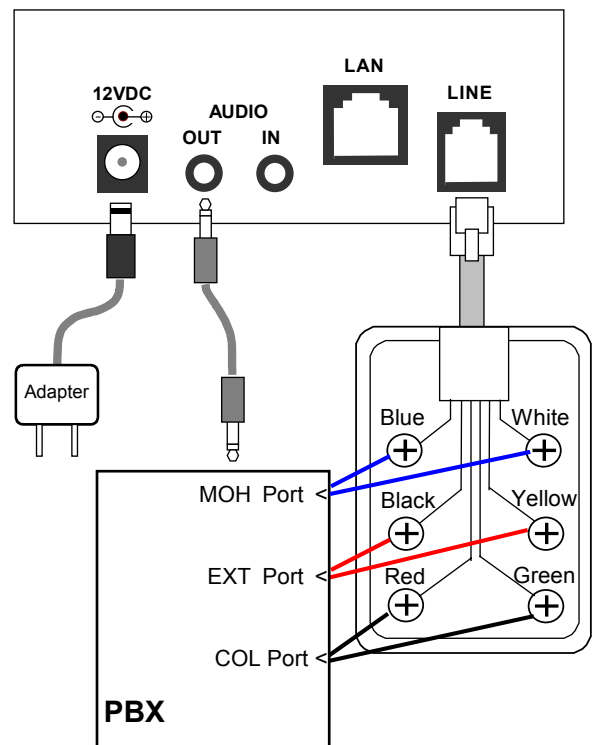 LAN
LINE
12VDC
AUDIO
OUT IN
Adapter
Blue White
MOH Port <
Black Yellow
EXT Port <
Red Green
COL Port <
PBX